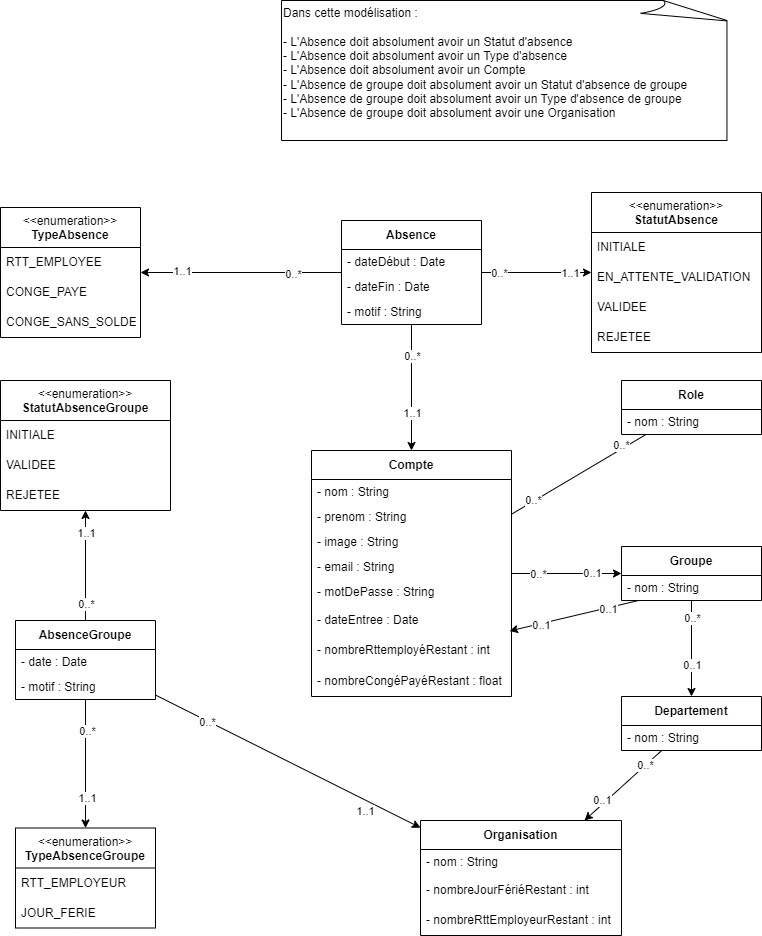 Dans cette modélisation :
- L'Absence doit absolument avoir un Statut d'absence
- L'Absence doit absolument avoir un Type d'absence
- L'Absence doit absolument avoir un Compte
- L'Absence de groupe doit absolument avoir un Statut d'absence de groupe
- L'Absence de groupe doit absolument avoir un Type d'absence de groupe
- L'Absence de groupe doit absolument avoir une Organisation
<<enumeration>>
TypeAbsence
RTT_EMPLOYEE
CONGE_PAYE
CONGE_SANS_SOLDE
1..1
0..*
Absence
- dateDébut : Date
- dateFin : Date
- motif : String
0..*
1..1
<<enumeration>>
StatutAbsence
INITIALE
EN_ATTENTE_VALIDATION
VALIDEE
REJETEE
0..*
1..1
<<enumeration>>
StatutAbsenceGroupe
INITIALE
VALIDEE
REJETEE
1..1
0..*
Compte
- nom : String
- prenom : String
- image : String
- email : String
- motDePasse : String
- dateEntree : Date
- nombreRttemployéRestant : int
- nombreCongéPayéRestant : float
Role
- nom : String
0..*
0..*
0..*
0..1
Groupe
- nom : String
0..1
0..1
0..*
0..1
AbsenceGroupe
- date : Date
- motif : String
0..*
1..1
0..*
1..1
Departement
- nom : String
0..*
0..1
<<enumeration>>
TypeAbsenceGroupe
RTT_EMPLOYEUR
JOUR_FERIE
Organisation
- nom : String
- nombreJourFériéRestant : int
- nombreRttEmployeurRestant : int